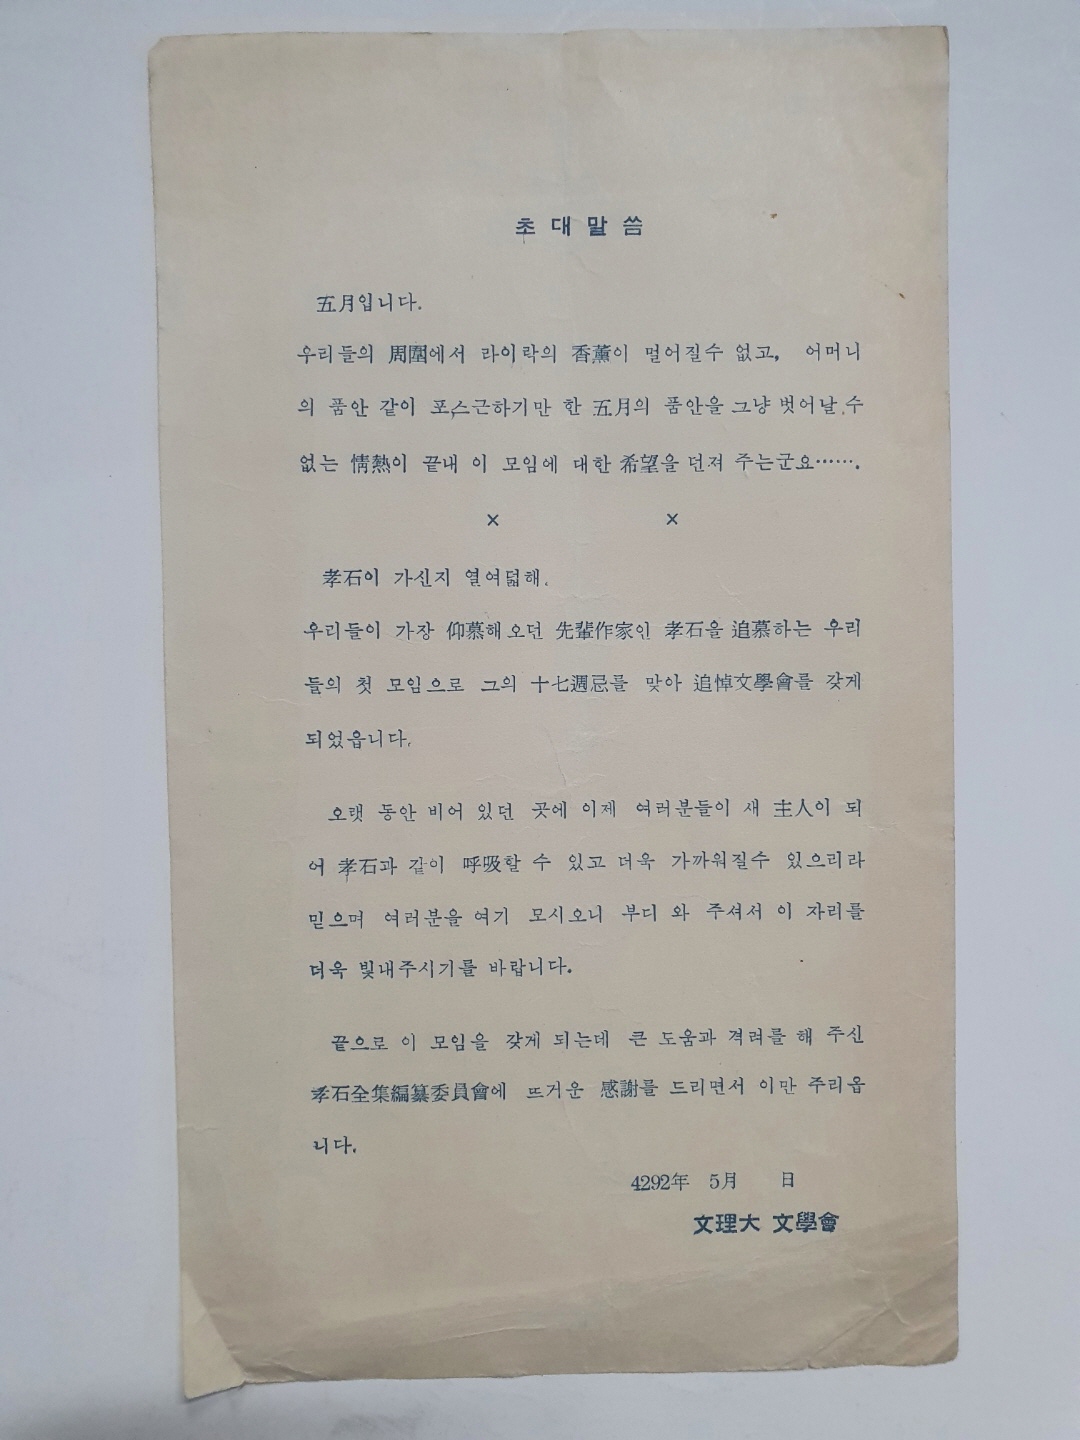 초대말씀
五月입니다.
우리들의 周圍에서 라이락의 香薰이 멀어질수 없고, 어머니
의 품안 같이 포스근하기만 한 五月의 품안을 그냥 벗어날 수
없는 情熱이 끝내 이 모임에 대한 希望을 던져 주는군요…….
× ×
孝石이 가신지 열여덟해.
우리들이 가장 仰慕해 오던 先輩作家인 孝石을 追慕하는 우리
들의 첫 모임으로 그의 十七週忌를 맞아 追悼文學會를 갖게
되었읍니다.
오랫 동안 비어 있던 곳에 이제 여러분들이 새 主人이 되
어 孝石과 같이 呼吸할 수 있고 더욱 가까워질수 있으리라
믿으며 여러분을 여기 모시오니 부디 와 주셔서 이 자리를
더욱 빛내주시기를 바랍니다.
끝으로 이 모임을 갖게 되는데 큰 도움과 격려를 해 주신
孝石全集編纂委員會에 뜨거운 感謝를 드리면서 이만 주리옵
니다.
4292年 5月 日
文理大 文學會